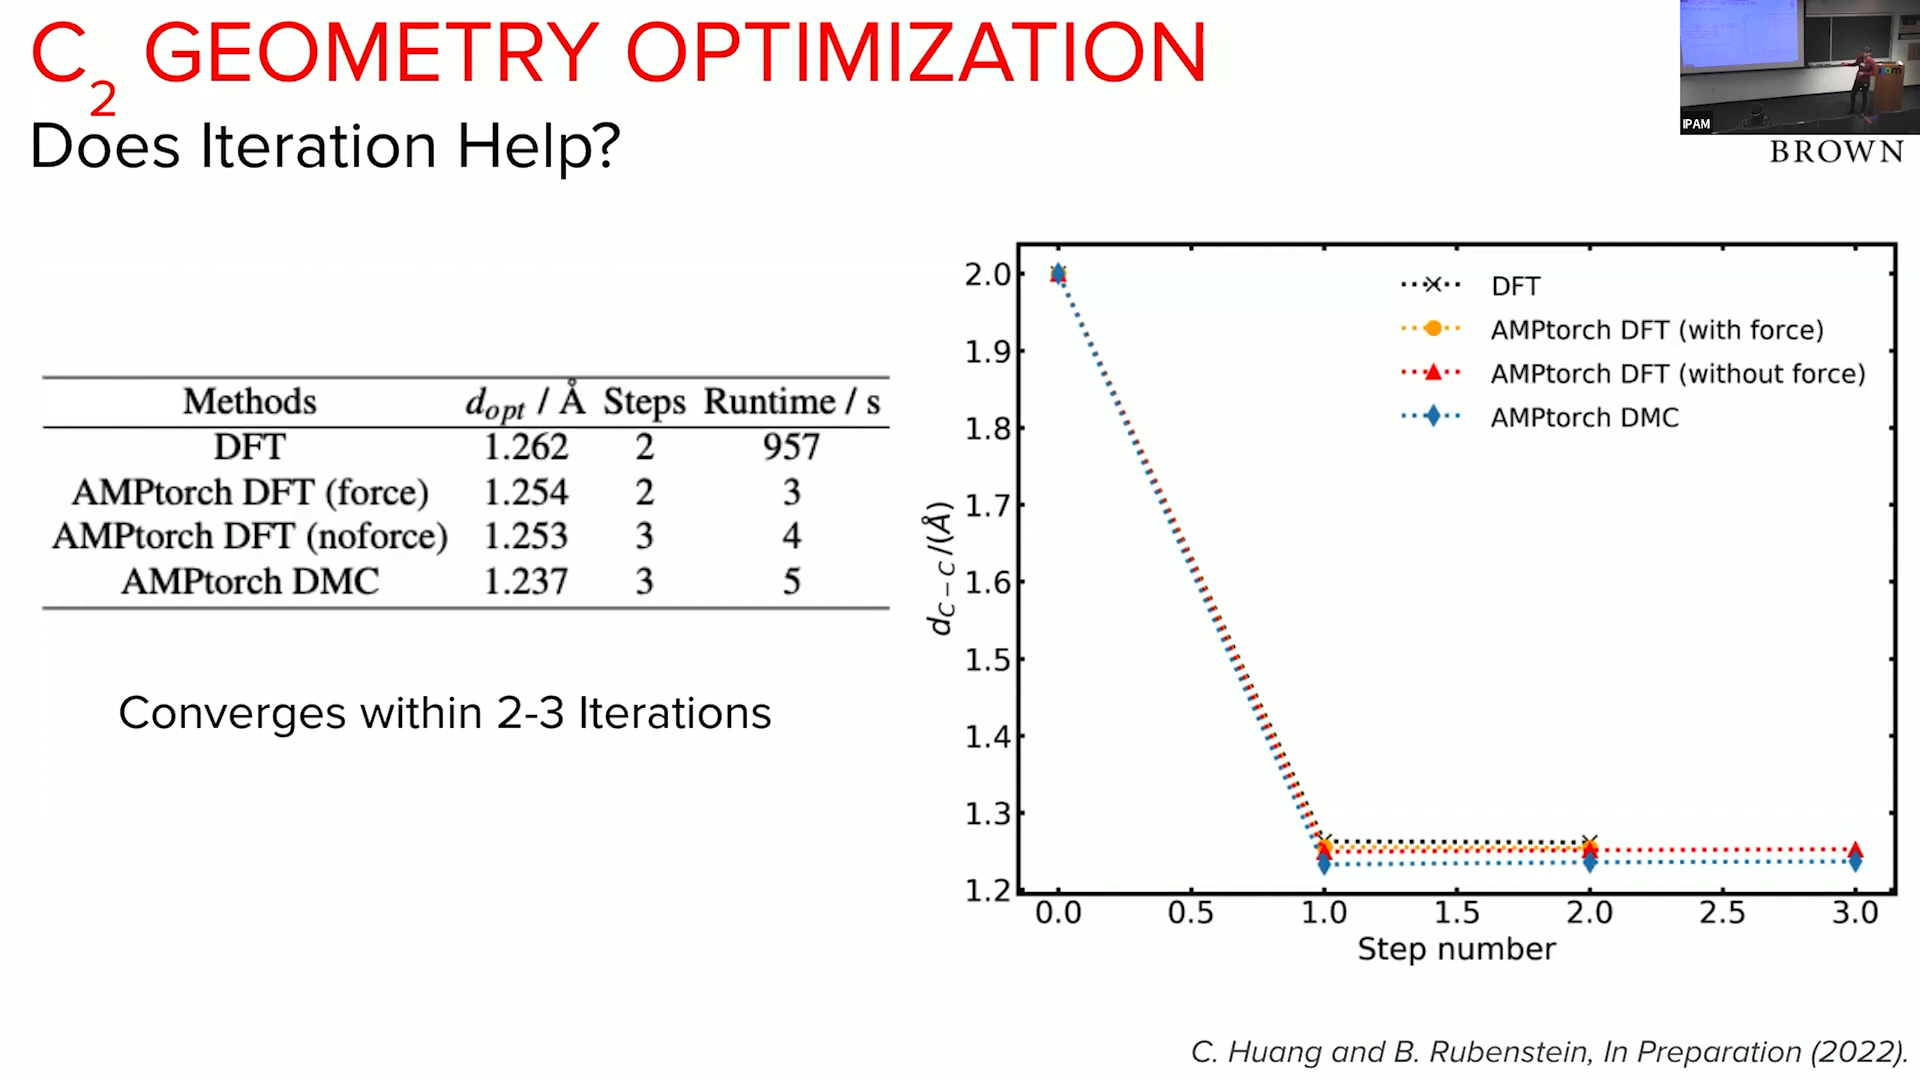 C2 GEOMETRY OPTIMIZATION
Does Iteration Help?
IPAM
BROWN
Methods dopt / Å Steps Runtime / s
DFT 1.262 2 957
AMPtorch DFT (force) 1.254 2 3
AMPtorch DFT (noforce) 1.253 3 4
AMPtorch DMC 1.237 3 5
Converges within 2-3 Iterations
DFT
AMPtorch DFT (with force)
AMPtorch DFT (without force)
AMPtorch DMC
2.0
1.9
1.8
1.7
1.6
1.5
1.4
1.3
1.2
dC−C/(Å)
0.0 0.5 1.0 1.5 2.0 2.5 3.0
Step number
C. Huang and B. Rubenstein, In Preparation (2022).